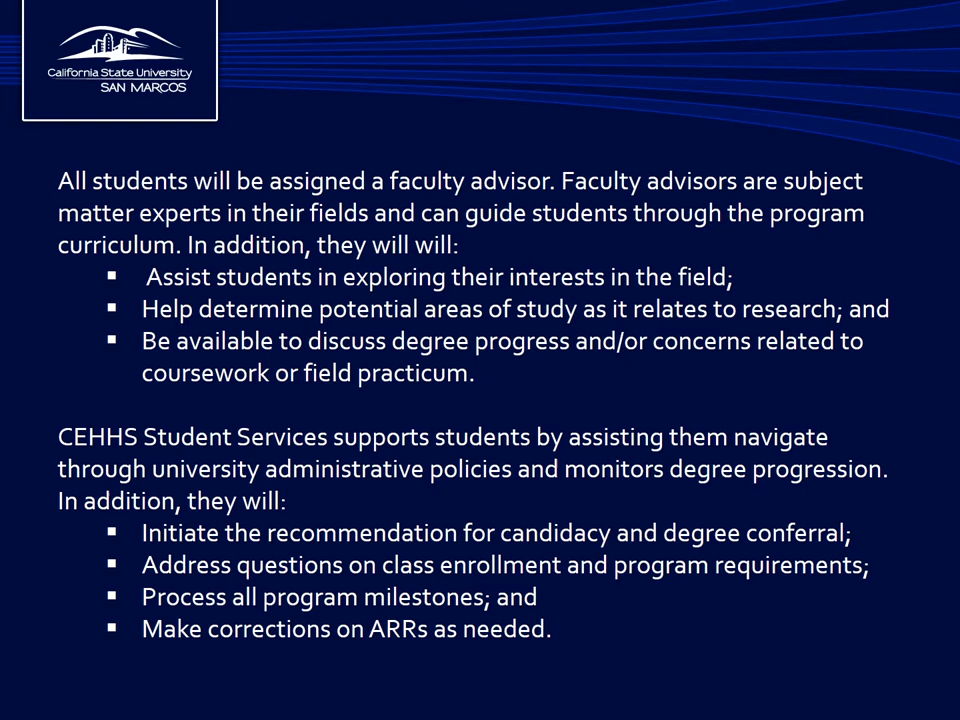 California State University
SAN MARCOS
All students will be assigned a faculty advisor. Faculty advisors are subject
matter experts in their fields and can guide students through the program
curriculum. In addition, they will will:
▪ Assist students in exploring their interests in the field;
▪ Help determine potential areas of study as it relates to research; and
▪ Be available to discuss degree progress and/or concerns related to
coursework or field practicum.
CEHHS Student Services supports students by assisting them navigate
through university administrative policies and monitors degree progression.
In addition, they will:
▪ Initiate the recommendation for candidacy and degree conferral;
▪ Address questions on class enrollment and program requirements;
▪ Process all program milestones; and
▪ Make corrections on ARRs as needed.